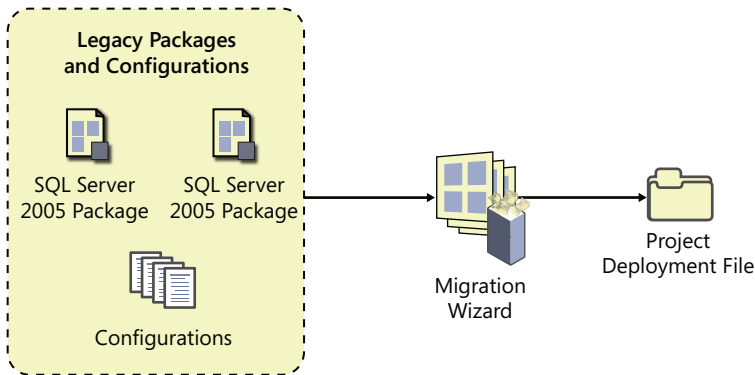 Legacy Packages
and Configurations
SQL Server
2005 Package
SQL Server
2005 Package
Configurations
Migration
Wizard
Project
Deployment File